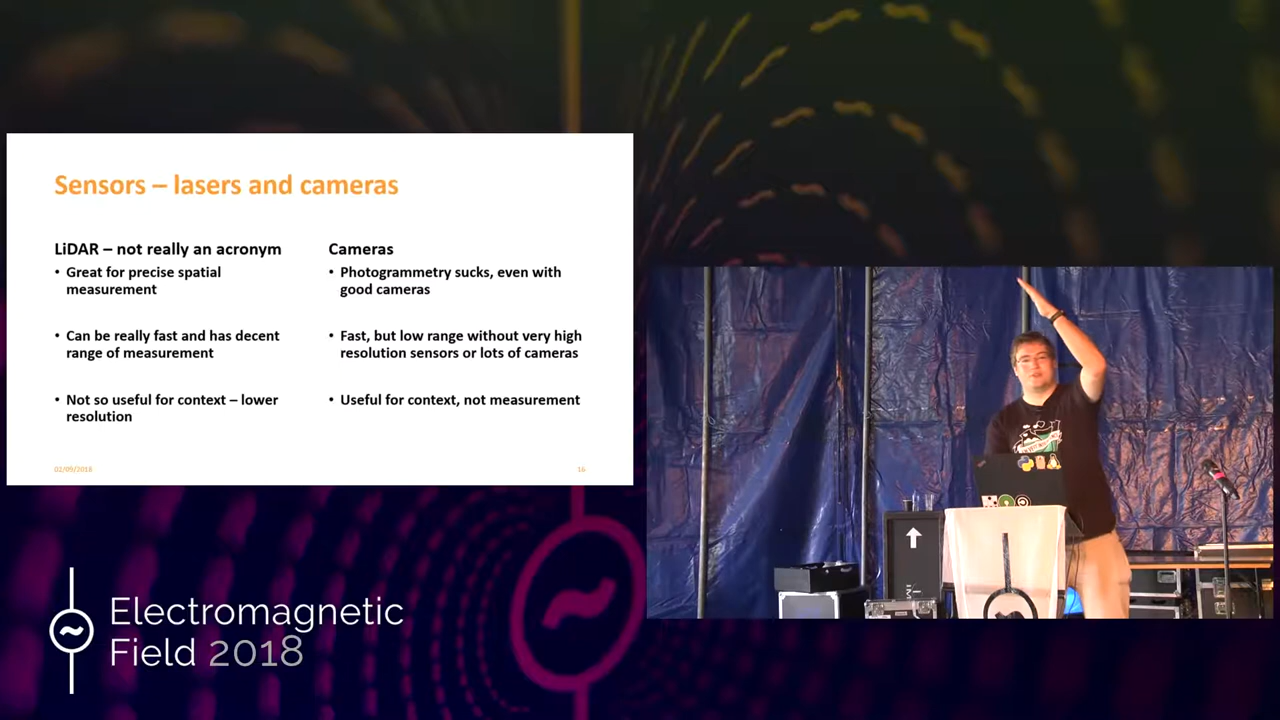 Sensors – lasers and cameras
LiDAR – not really an acronym
• Great for precise spatial
measurement
• Can be really fast and has decent
range of measurement
• Not so useful for context – lower
resolution
Cameras
• Photogrammetry sucks, even with
good cameras
• Fast, but low range without very high
resolution sensors or lots of cameras
• Useful for context, not measurement
02/09/2018
16
Electromagnetic
Field 2018